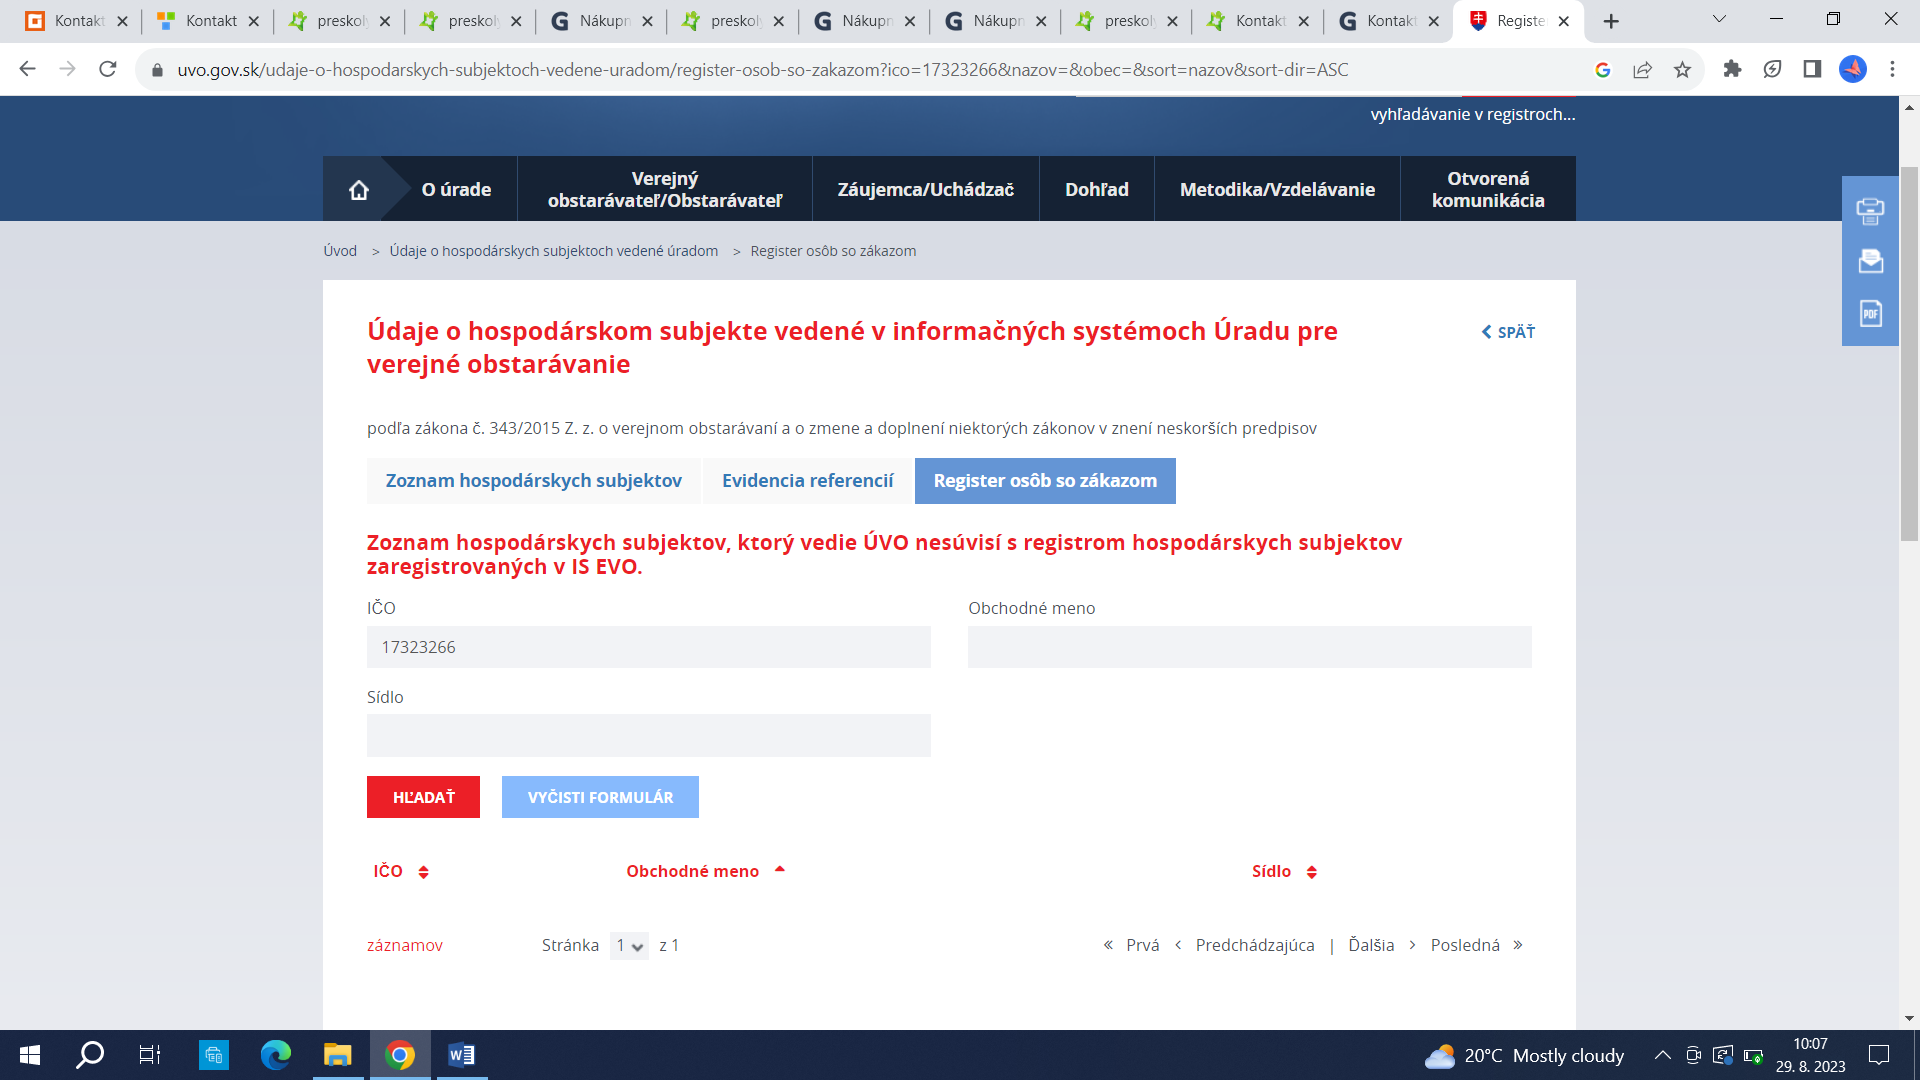 Kontakt
Kontakt
preskoly
preskoly
Nákupn
preskoly
Nákupn
Nákupn
preskoly
Kontakt
Kontakt
Registe
uvo.gov.sk/udaje-o-hospodarskych-subjektoch-vedene-uradom/register-osob-so-zakazom?ico=17323266&nazov=&obec=&sort=nazov&sort-dir=ASC
vyhľadávanie v registroch...
O úrade
Verejný
obstarávateľ/Obstarávateľ
Záujemca/Uchádzač
Dohľad
Metodika/Vzdelávanie
Otvorená
komunikácia
Úvod > Údaje o hospodárskych subjektoch vedené úradom > Register osôb so zákazom
Údaje o hospodárskom subjekte vedené v informačných systémoch Úradu pre
verejné obstarávanie
SPÄŤ
PDF
podľa zákona č. 343/2015 Z. z. o verejnom obstarávaní a o zmene a doplnení niektorých zákonov v znení neskorších predpisov
Zoznam hospodárskych subjektov
Evidencia referencií
Register osôb so zákazom
Zoznam hospodárskych subjektov, ktorý vedie ÚVO nesúvisí s registrom hospodárskych subjektov
zaregistrovaných v IS EVO.
IČO
Obchodné meno
17323266
Sídlo
HĽADAŤ
VYČISTI FORMULÁR
IČO
Obchodné meno
Sídlo
záznamov
Stránka 1 z 1
« Prvá < Predchádzajúca | Ďalšia > Posledná »
20°C Mostly cloudy
10:07
29. 8. 2023